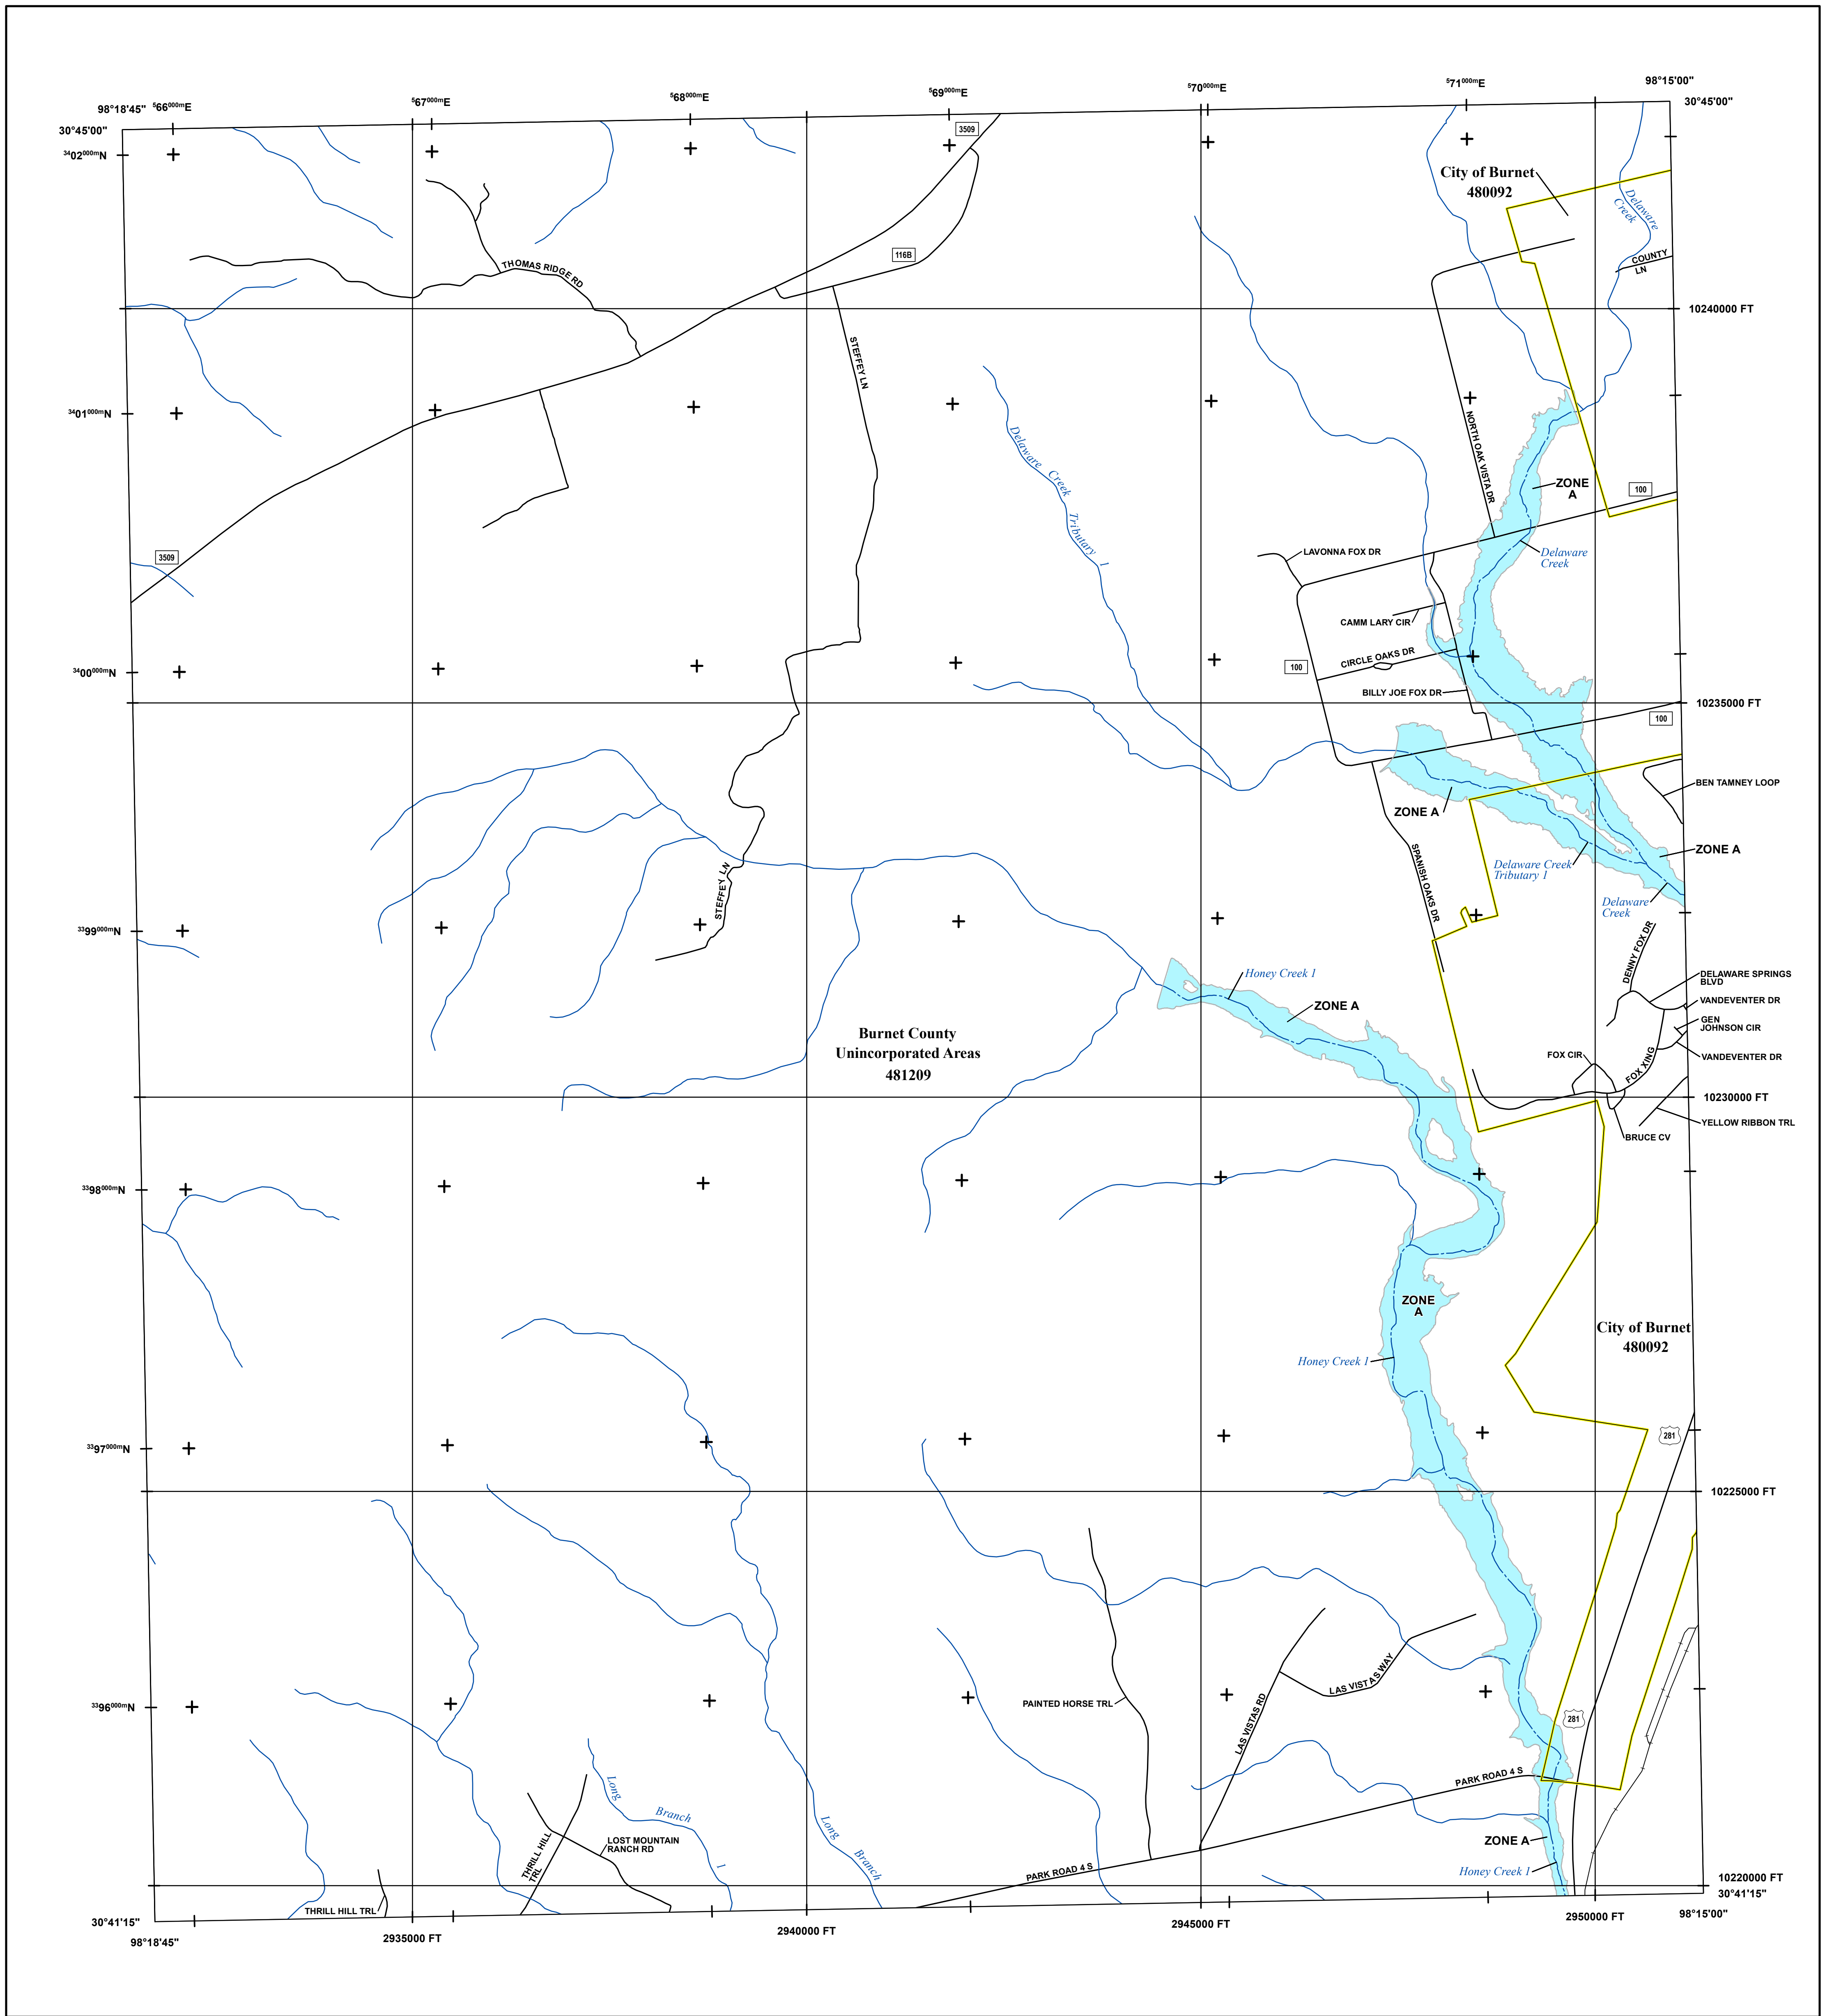 98°18'45"
566000mE
567000mE
568000mE
569000mE
570000mE
571000mE
98°15'00"
30°45'00"
30°45'00"
3402000mN
3509
City of Burnet
480092
Delaware
Creek
116B
COUNTY
LN
THOMAS RIDGE RD
10240000 FT
STEFFEY LN
3401000mN
Delaware Creek Tributary 1
NORTH OAK VISTA DR
ZONE
A
100
3509
LAVONNA FOX DR
Delaware
Creek
CAMM LARY CIR
CIRCLE OAKS DR
100
3400000mN
BILLY JOE FOX DR
10235000 FT
100
BEN TAMNEY LOOP
ZONE A
SPANISH OAKS DR
ZONE A
Delaware Creek
Tributary 1
STEFFEY LN
Delaware
Creek
3399000mN
DENNY FOX DR
Honey Creek 1
DELAWARE SPRINGS
BLVD
VANDEVENTER DR
ZONE A
GEN
JOHNSON CIR
Burnet County
Unincorporated Areas
481209
FOX CIR
FOX XING
VANDEVENTER DR
10230000 FT
YELLOW RIBBON TRL
BRUCE CV
3398000mN
ZONE
A
City of Burnet
480092
Honey Creek 1
281
3397000mN
10225000 FT
LAS VISTAS WAY
PAINTED HORSE TRL
LAS VISTAS RD
3396000mN
281
PARK ROAD 4 S
Long Branch 1
Long Branch
THRILL HILL
TRL
LOST MOUNTAIN
RANCH RD
ZONE A
PARK ROAD 4 S
Honey Creek 1
10220000 FT
30°41'15"
THRILL HILL TRL
30°41'15"
98°18'45"
2935000 FT
2940000 FT
2945000 FT
2950000 FT
98°15'00"